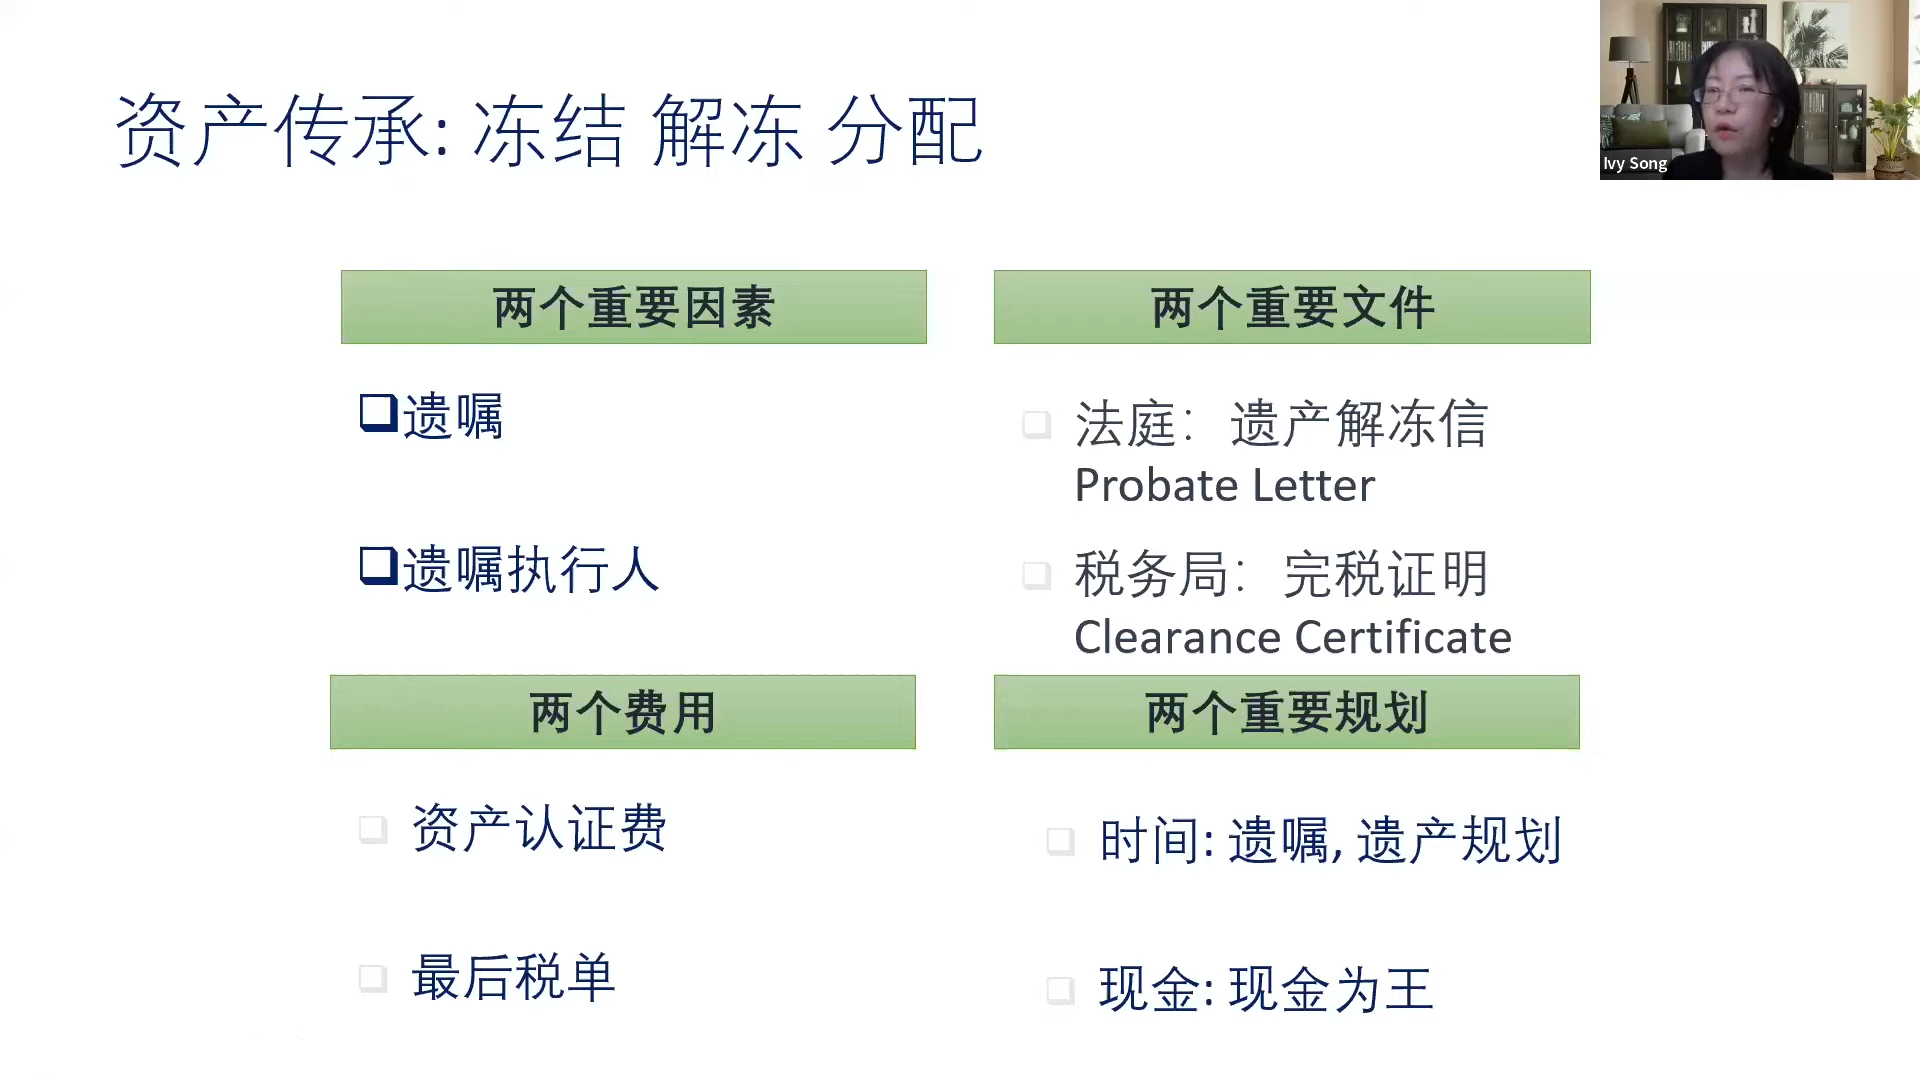 资产传承: 冻结 解冻 分配
Ivy Song
两个重要因素
遗嘱
遗嘱执行人
两个重要文件
法庭：遗产解冻信
Probate Letter
税务局：完税证明
Clearance Certificate
两个费用
资产认证费
最后税单
两个重要规划
时间: 遗嘱, 遗产规划
现金: 现金为王